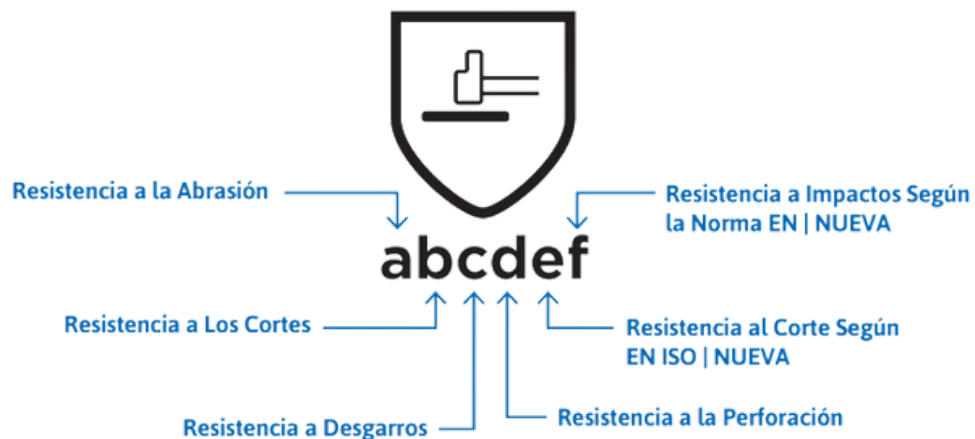 Resistencia a la Abrasión
Resistencia a Impactos Según
la Norma EN | NUEVA
abcdef
Resistencia a Los Cortes
Resistencia al Corte Según
EN ISO | NUEVA
Resistencia a Desgarros
Resistencia a la Perforación